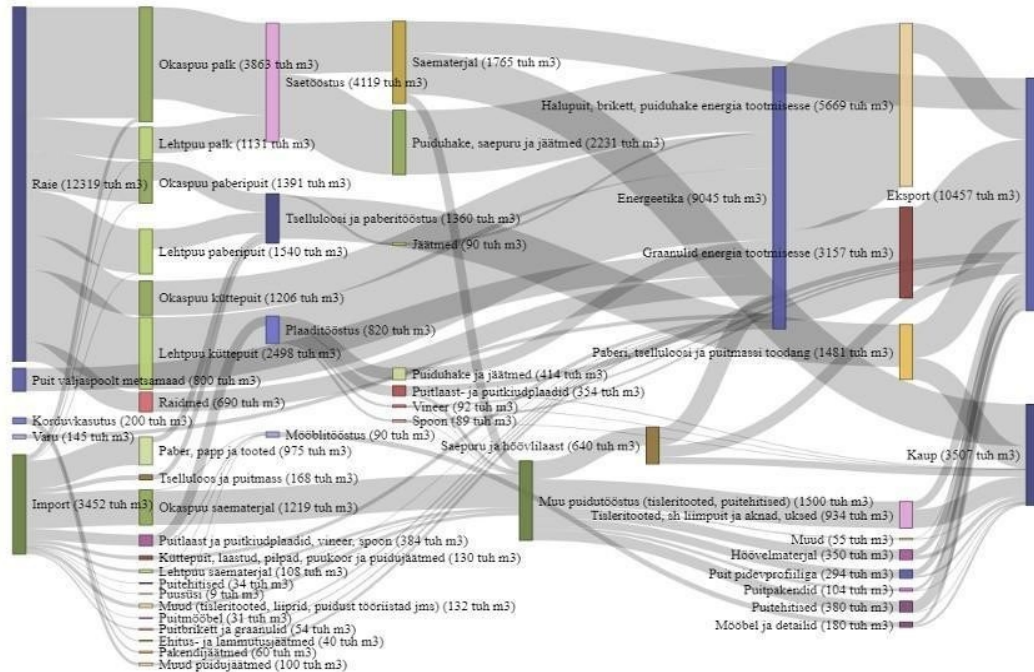 Raie (12319 tuh m3)
Puit väljaspoolt metsamaad (800 tuh m3)
Korduvkasutus (200 tuh m3)
Varu (145 tuh m3)
Import (3452 tuh m3)
Okaspuu palk (3863 tuh m3)
Lehtpuu palk (1131 tuh m3)
Okaspuu paberipuit (1391 tuh m3)
Lehtpuu paberipuit (1540 tuh m3)
Okaspuu küttepuit (1206 tuh m3)
Lehtpuu küttepuit (2498 tuh m3)
Raidmed (690 tuh m3)
Paber, papp ja tooted (975 tuh m3)
Tselluloos ja puitmass (168 tuh m3)
Okaspuu saematerjal (1219 tuh m3)
Puitlaast ja puitkiudplaadid, vineer, spoon (384 tuh m3)
Küttepuit, laastud, pilpad, puukoor ja puidujäätmed (130 tuh m3)
Lehtpuu saematerjal (108 tuh m3)
Puitehitised (34 tuh m3)
Puusüsi (9 tuh m3)
Muud (tisleritooted, liiprid, puidust tööriistad jms) (132 tuh m3)
Puitmööbel (31 tuh m3)
Puitbrikett ja graanulid (54 tuh m3)
Ehitus- ja lammutusjäätmed (40 tuh m3)
Pakendijäätmed (60 tuh m3)
Muud puidujäätmed (100 tuh m3)
Saetööstus (4119 tuh m3)
Tselluloosi ja paberitööstus (1360 tuh m3)
Plaaditööstus (820 tuh m3)
Mööblitööstus (90 tuh m3)
Saematerjal (1765 tuh m3)
Puiduhake, saepuru ja jäätmed (2231 tuh m3)
Jäätmed (90 tuh m3)
Puiduhake ja jäätmed (414 tuh m3)
Puitlaast- ja puitkiudplaadid (354 tuh m3)
Vineer (92 tuh m3)
Spoon (89 tuh m3)
Saepuru ja höövlilaast (640 tuh m3)
Muu puidutööstus (tisleritooted, puitehitised) (1500 tuh m3)
Energeetika (9045 tuh m3)
Halupuit, brikett, puiduhake energia tootmisesse (5669 tuh m3)
Graanulid energia tootmisesse (3157 tuh m3)
Paberi, tselluloosi ja puitmassi toodang (1481 tuh m3)
Tisleritooted, sh liimpuit ja aknad, uksed (934 tuh m3)
Muud (55 tuh m3)
Höövelmaterjal (350 tuh m3)
Puit pidevprofiiliga (294 tuh m3)
Puitpakendid (104 tuh m3)
Puitehitised (380 tuh m3)
Mööbel ja detailid (180 tuh m3)
Eksport (10457 tuh m3)
Kaup (3507 tuh m3)